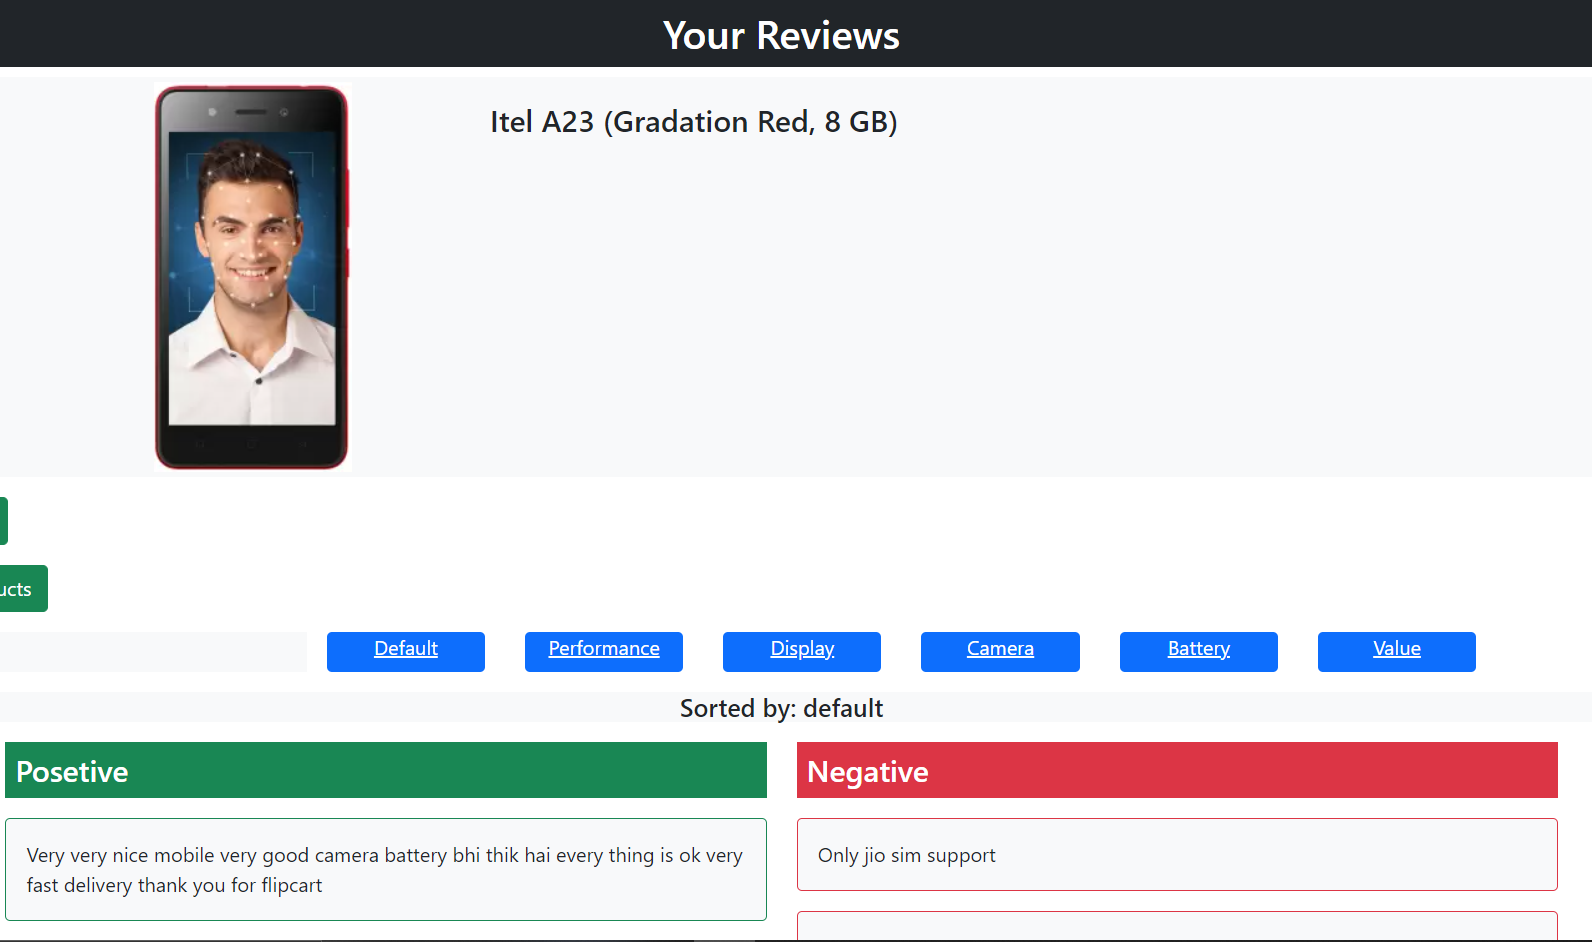 Your Reviews
Itel A23 (Gradation Red, 8 GB)
ucts
Default
Performance
Display
Camera
Battery
Value
Sorted by: default
Posetive
Negative
Very very nice mobile very good camera battery bhi thik hai every thing is ok very
fast delivery thank you for flipcart
Only jio sim support